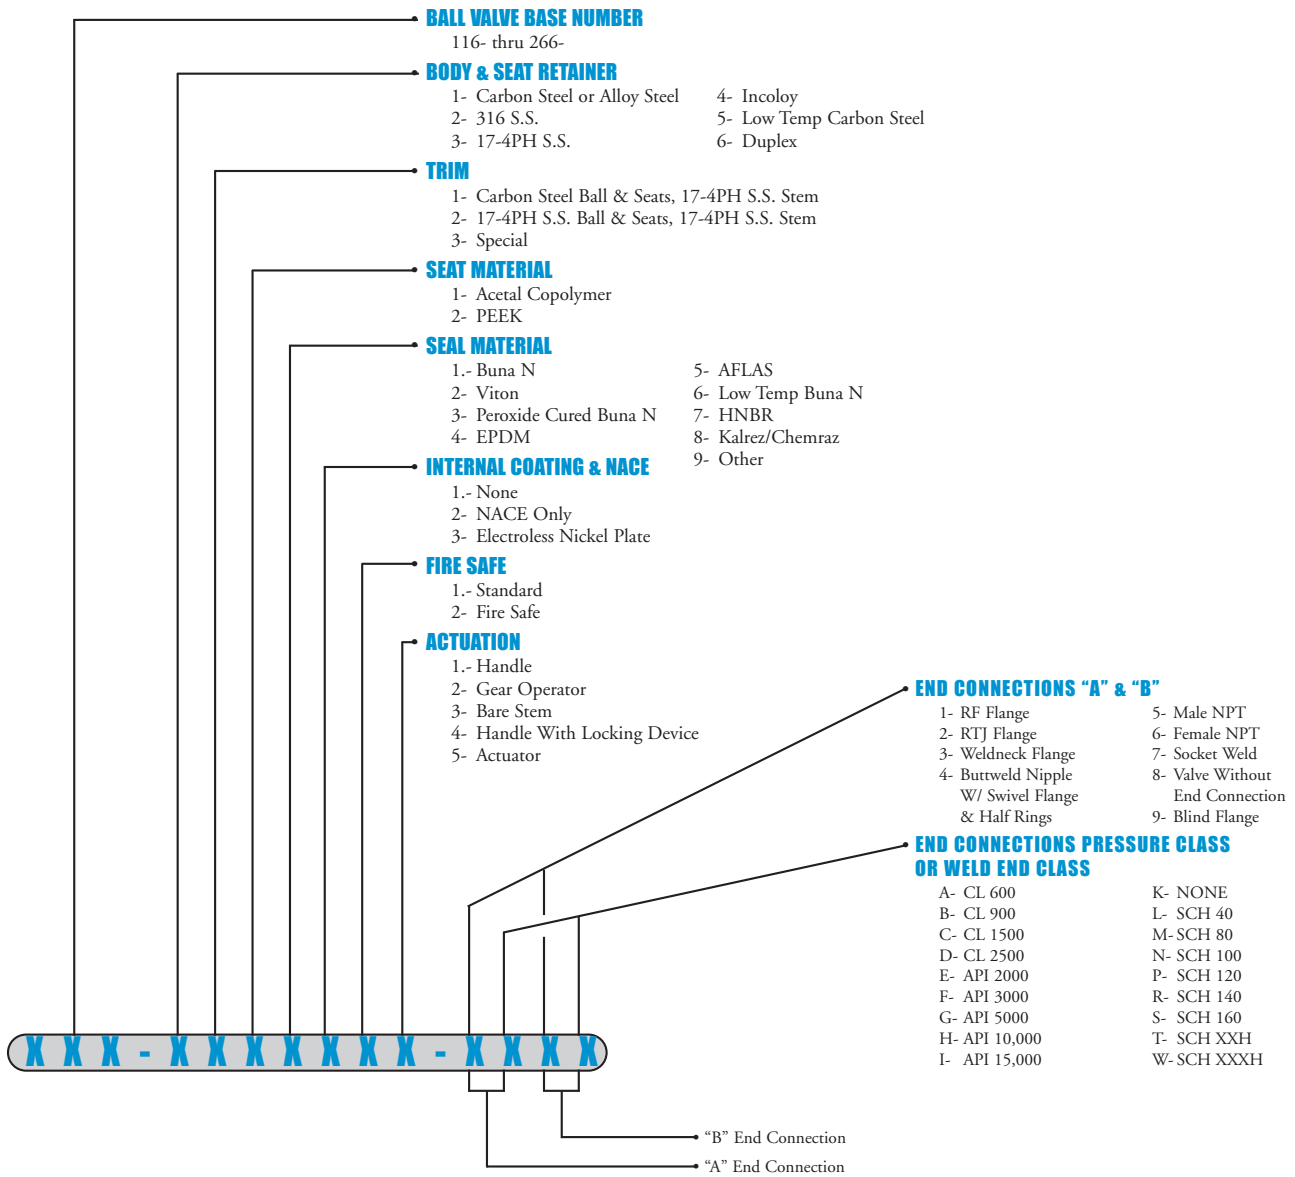 BALL VALVE BASE NUMBER
116- thru 266-
BODY & SEAT RETAINER
1- Carbon Steel or Alloy Steel
2- 316 S.S.
3- 17-4PH S.S.
4- Incoloy
5- Low Temp Carbon Steel
6- Duplex
TRIM
1- Carbon Steel Ball & Seats, 17-4PH S.S. Stem
2- 17-4PH S.S. Ball & Seats, 17-4PH S.S. Stem
3- Special
SEAT MATERIAL
1- Acetal Copolymer
2- PEEK
SEAL MATERIAL
1.- Buna N
2- Viton
3- Peroxide Cured Buna N
4- EPDM
5- AFLAS
6- Low Temp Buna N
7- HNBR
8- Kalrez/Chemraz
9- Other
INTERNAL COATING & NACE
1.- None
2- NACE Only
3- Electroless Nickel Plate
FIRE SAFE
1.- Standard
2- Fire Safe
ACTUATION
1.- Handle
2- Gear Operator
3- Bare Stem
4- Handle With Locking Device
5- Actuator
END CONNECTIONS “A” & “B”
1- RF Flange
2- RTJ Flange
3- Weldneck Flange
4- Buttweld Nipple
W/ Swivel Flange
& Half Rings
5- Male NPT
6- Female NPT
7- Socket Weld
8- Valve Without
End Connection
9- Blind Flange
END CONNECTIONS PRESSURE CLASS
OR WELD END CLASS
A- CL 600
B- CL 900
C- CL 1500
D- CL 2500
E- API 2000
F- API 3000
G- API 5000
H- API 10,000
I- API 15,000
K- NONE
L- SCH 40
M- SCH 80
N- SCH 100
P- SCH 120
R- SCH 140
S- SCH 160
T- SCH XXH
W- SCH XXXH
X X X - X X X X X X X - X X X X
“B” End Connection
“A” End Connection